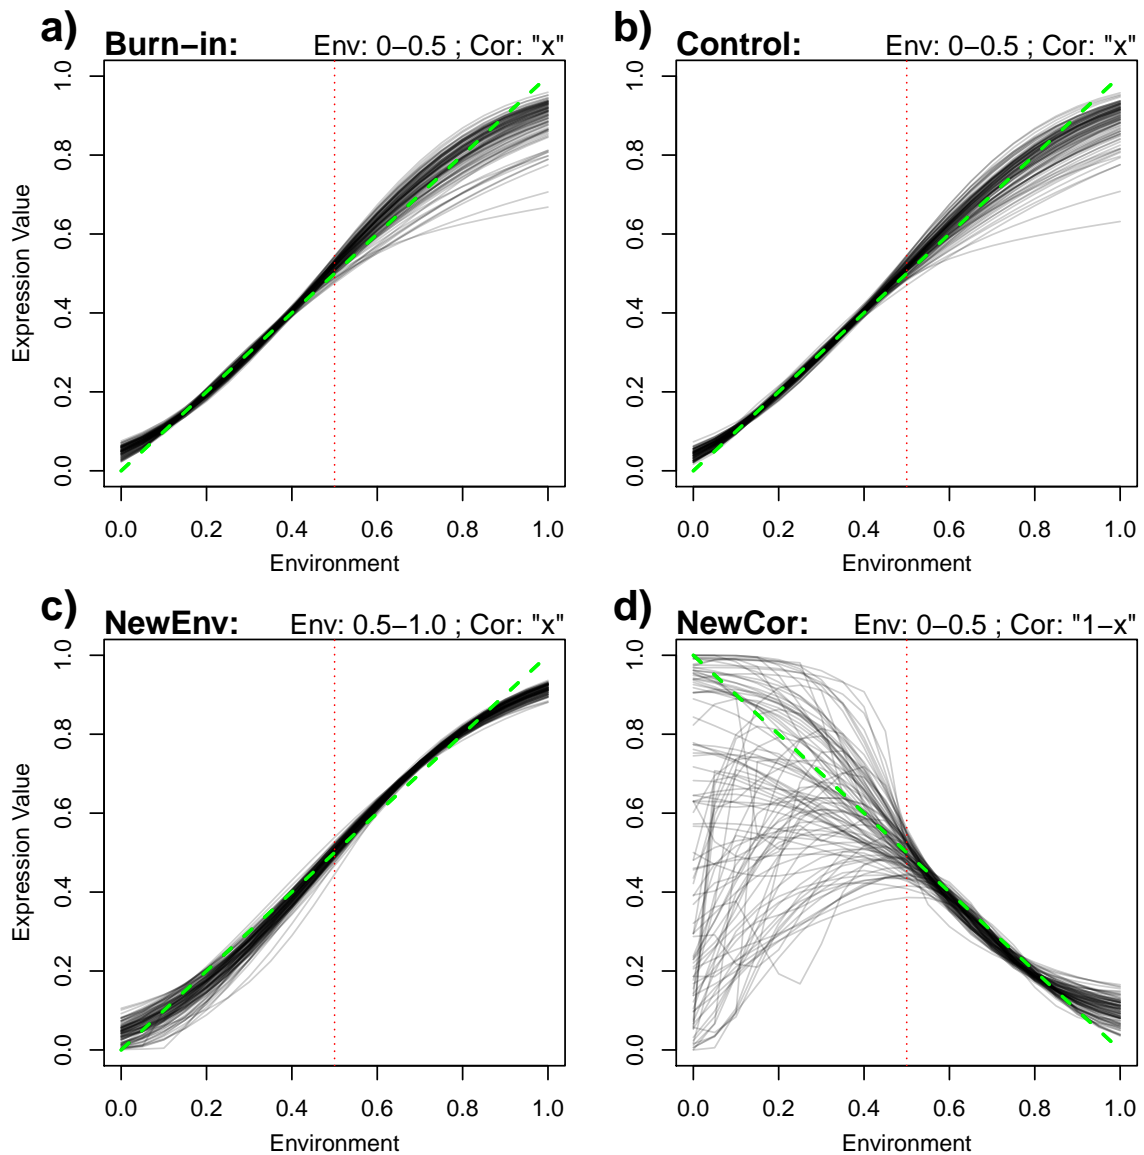 a) Burn−in: Env: 0−0.5 ; Cor: "x"
Expression Value
1.0
0.8
0.6
0.4
0.2
0.0
0.0 0.2 0.4 0.6 0.8 1.0
Environment
b) Control: Env: 0−0.5 ; Cor: "x"
1.0
0.8
0.6
0.4
0.2
0.0
0.0 0.2 0.4 0.6 0.8 1.0
Environment
c) NewEnv: Env: 0.5−1.0 ; Cor: "x"
Expression Value
1.0
0.8
0.6
0.4
0.2
0.0
0.0 0.2 0.4 0.6 0.8 1.0
Environment
d) NewCor: Env: 0−0.5 ; Cor: "1−x"
1.0
0.8
0.6
0.4
0.2
0.0
0.0 0.2 0.4 0.6 0.8 1.0
Environment